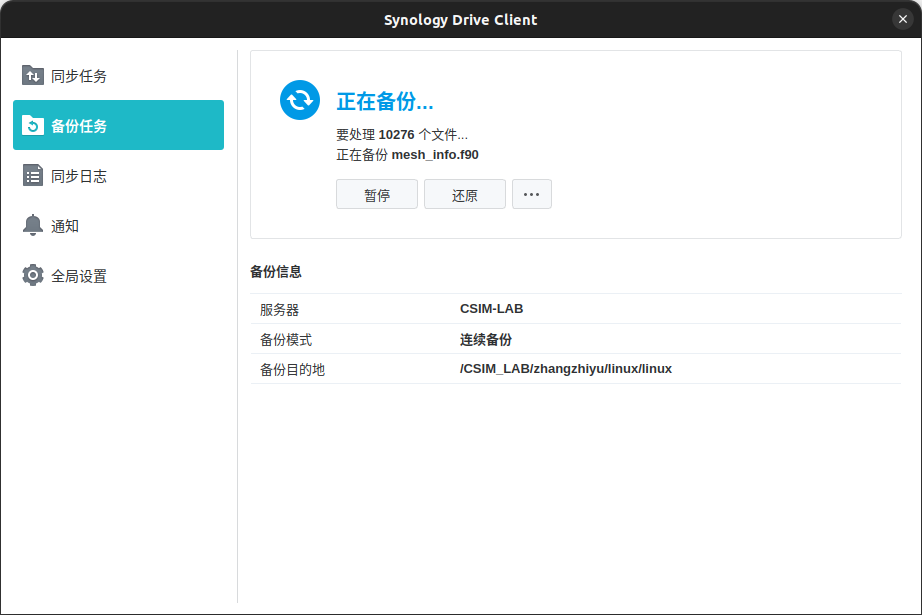 Synology Drive Client
同步任务
备份任务
同步日志
通知
全局设置
正在备份...
要处理 10276 个文件...
正在备份 mesh_info.f90
暂停 还原 ...
备份信息
服务器 CSIM-LAB
备份模式 连续备份
备份目的地 /CSIM_LAB/zhangzhiyu/linux/linux